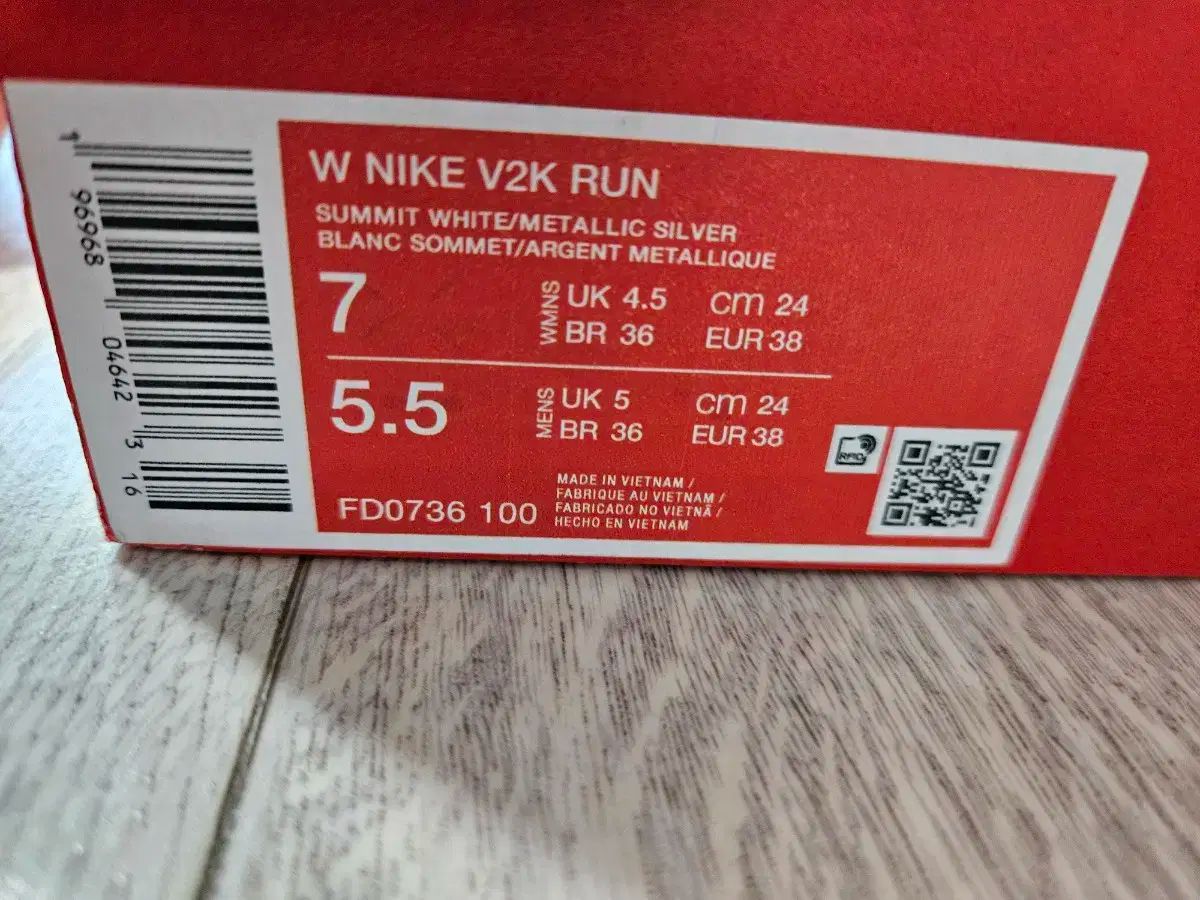 1 96968 04642 3 16
W NIKE V2K RUN
SUMMIT WHITE/METALLIC SILVER
BLANC SOMMET/ARGENT METALLIQUE
7
WMNS
UK 4.5 cm 24
BR 36 EUR 38
5.5
MENS
UK 5 cm 24
BR 36 EUR 38
FD0736 100
MADE IN VIETNAM /
FABRIQUE AU VIETNAM /
FABRICADO NO VIETNÃ /
HECHO EN VIETNAM
RFID